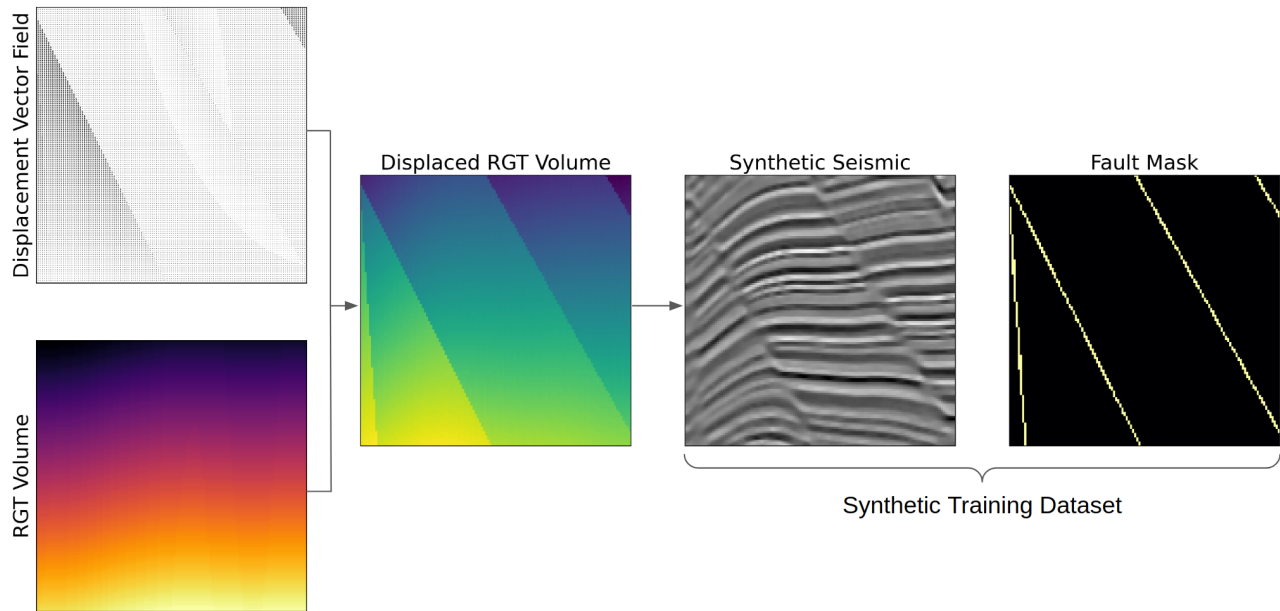 Displacement Vector Field
RGT Volume
Displaced RGT Volume
Synthetic Seismic
Fault Mask
Synthetic Training Dataset